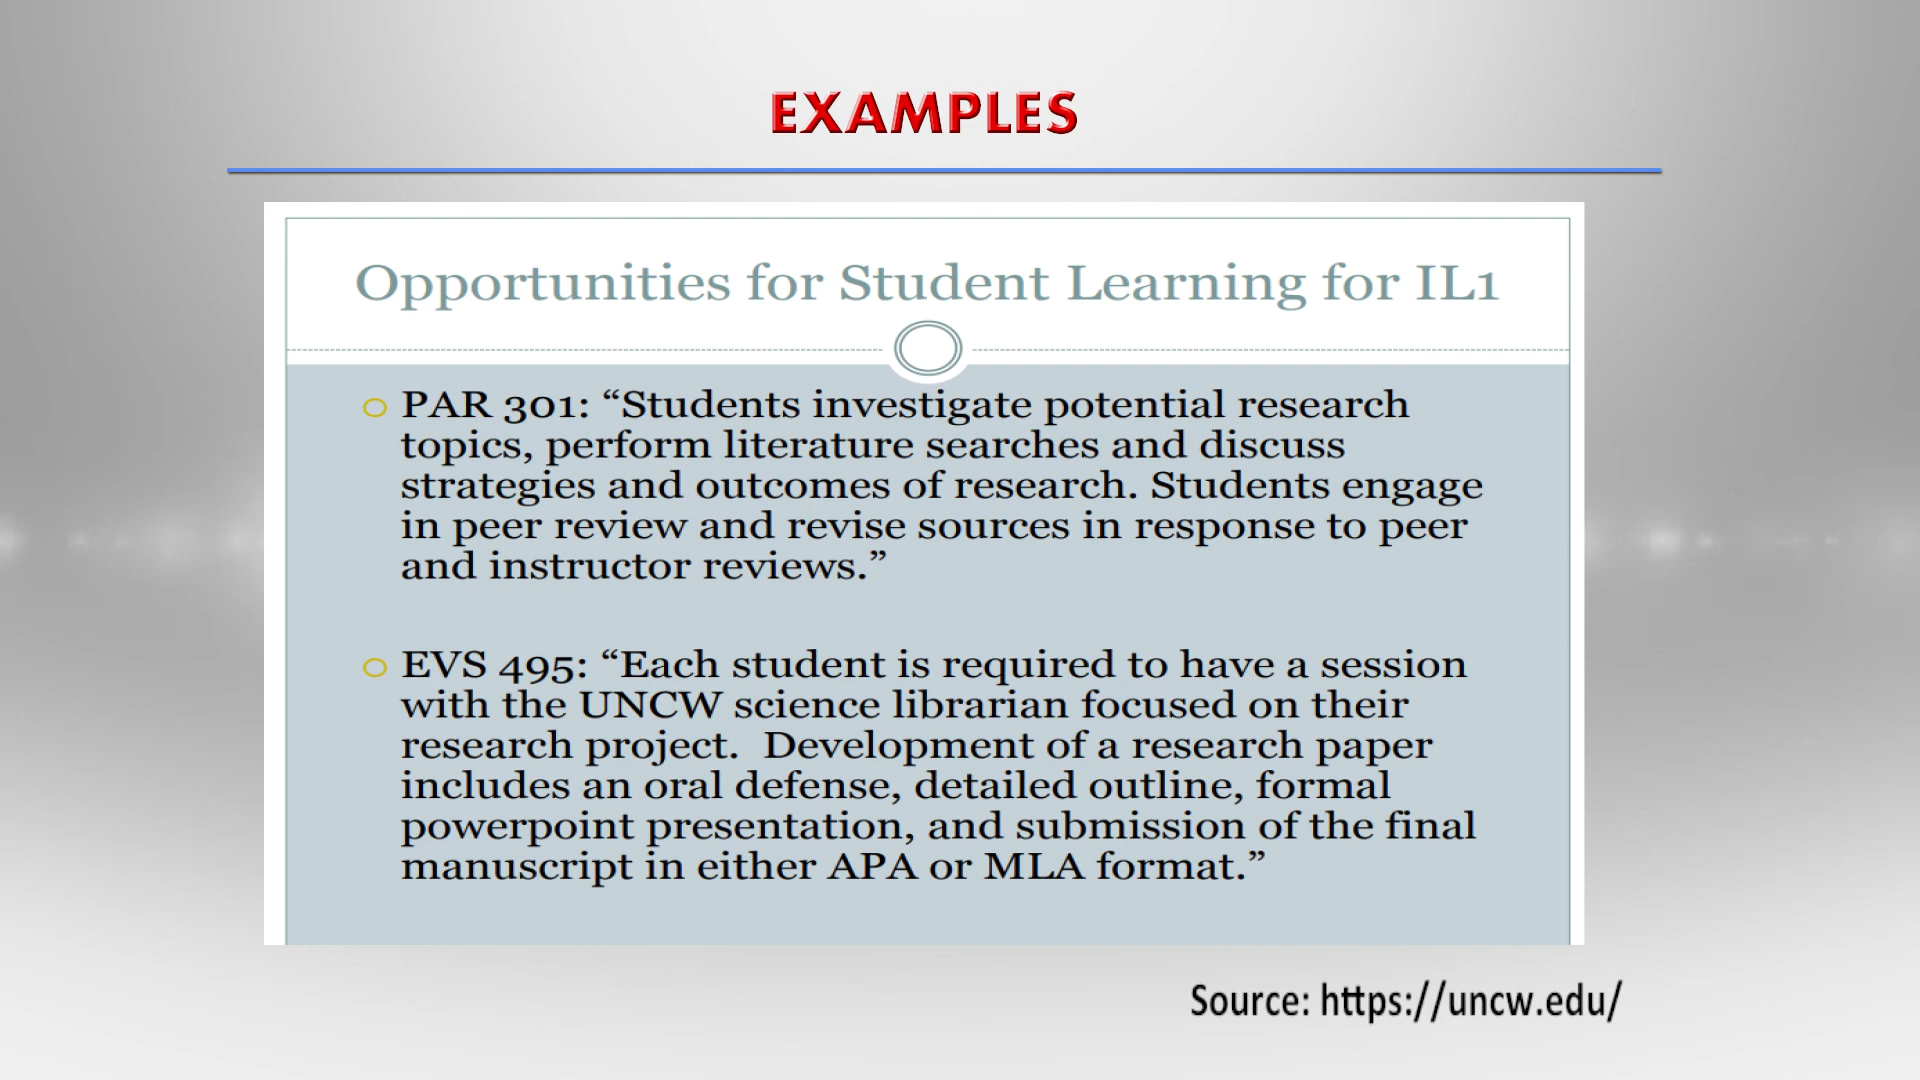 EXAMPLES
Opportunities for Student Learning for IL1
PAR 301: “Students investigate potential research
topics, perform literature searches and discuss
strategies and outcomes of research. Students engage
in peer review and revise sources in response to peer
and instructor reviews.”
EVS 495: “Each student is required to have a session
with the UNCW science librarian focused on their
research project.  Development of a research paper
includes an oral defense, detailed outline, formal
powerpoint presentation, and submission of the final
manuscript in either APA or MLA format.”
Source: https://uncw.edu/